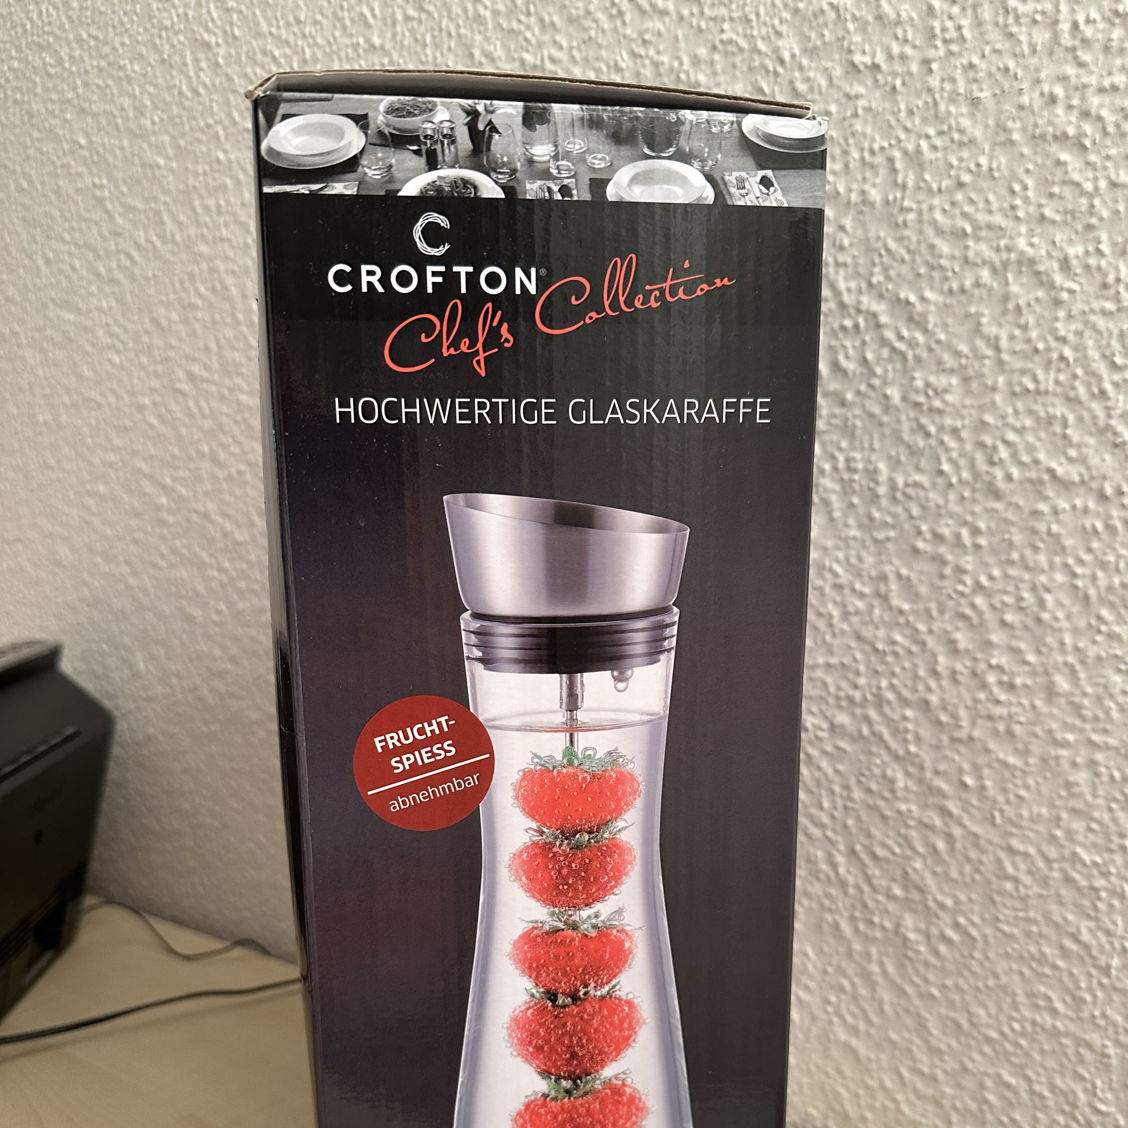 CROFTON®
Chef's Collection
HOCHWERTIGE GLASKARAFFE
FRUCHT-
SPIESS
abnehmbar